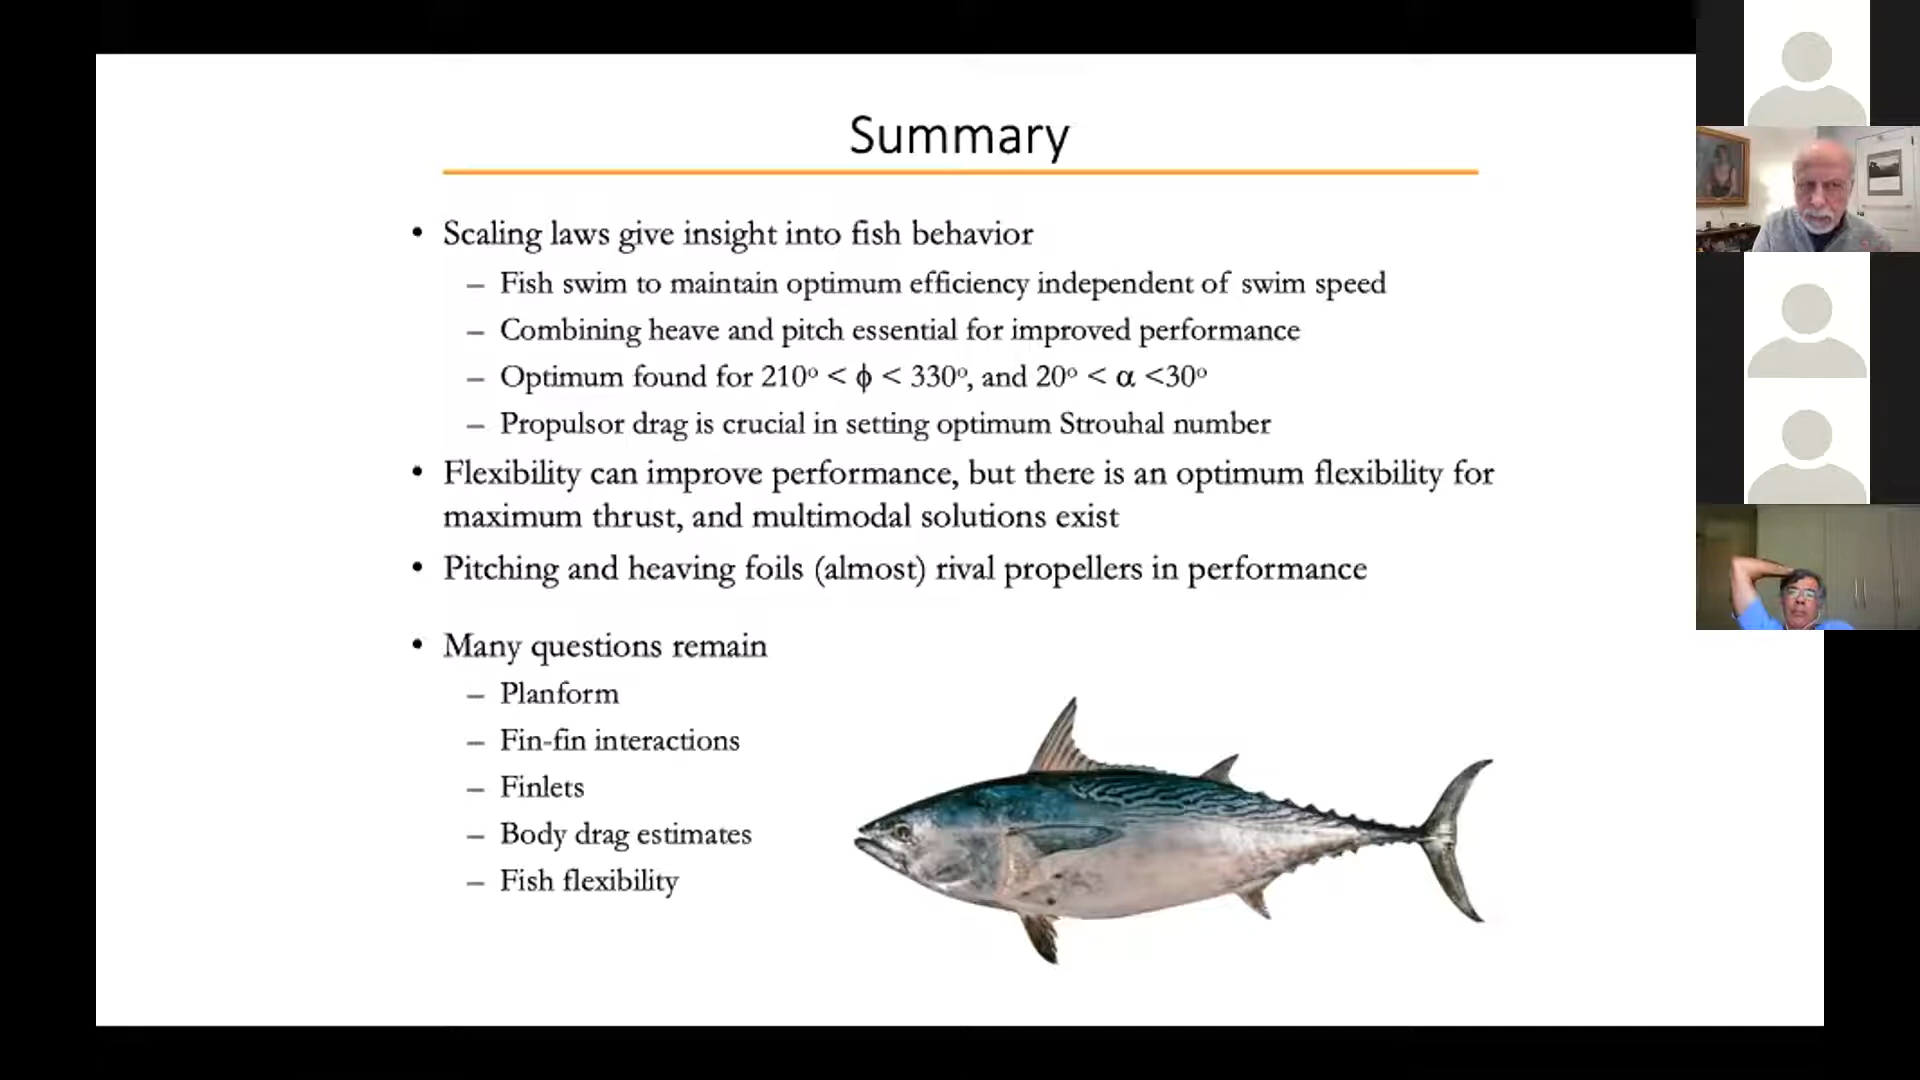 Summary
• Scaling laws give insight into fish behavior
– Fish swim to maintain optimum efficiency independent of swim speed
– Combining heave and pitch essential for improved performance
– Optimum found for 210° < ϕ < 330°, and 20° < α <30°
– Propulsor drag is crucial in setting optimum Strouhal number
• Flexibility can improve performance, but there is an optimum flexibility for
maximum thrust, and multimodal solutions exist
• Pitching and heaving foils (almost) rival propellers in performance
• Many questions remain
– Planform
– Fin-fin interactions
– Finlets
– Body drag estimates
– Fish flexibility